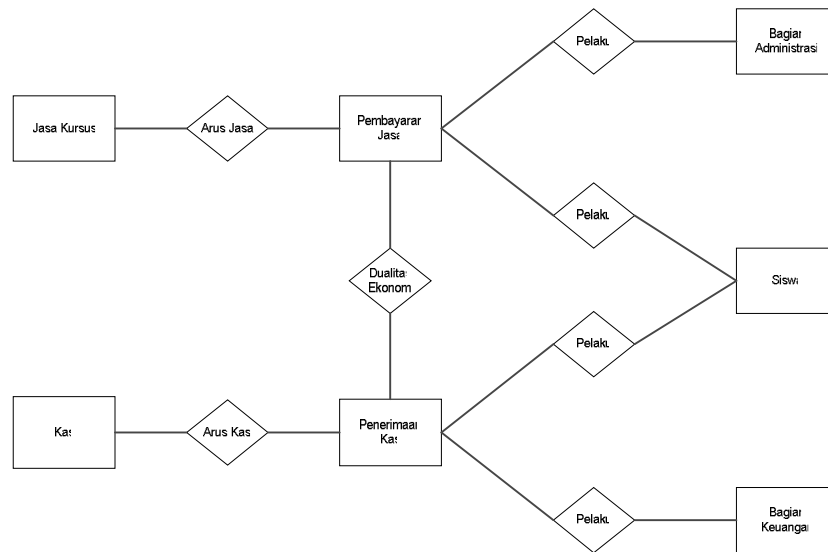 Pelaku
Bagian
Administrasi
Jasa Kursus
Arus Jasa
Pembayaran
Jasa
Pelaku
Dualitas
Ekonomi
Siswa
Pelaku
Kas
Arus Kas
Penerimaan
Kas
Pelaku
Bagian
Keuangan